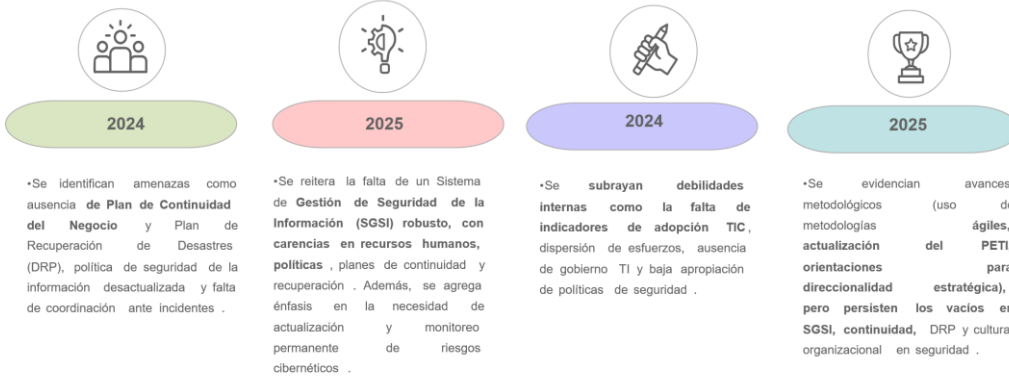 2024
•Se identifican amenazas como
ausencia de Plan de Continuidad
del Negocio y Plan de
Recuperación de Desastres
(DRP), política de seguridad de la
información desactualizada y falta
de coordinación ante incidentes .
2025
•Se reitera la falta de un Sistema
de Gestión de Seguridad de la
Información (SGSI) robusto, con
carencias en recursos humanos,
políticas , planes de continuidad y
recuperación . Además, se agrega
énfasis en la necesidad de
actualización y monitoreo
permanente de riesgos
cibernéticos .
2024
•Se subrayan debilidades
internas como la falta de
indicadores de adopción TIC ,
dispersión de esfuerzos, ausencia
de gobierno TI y baja apropiación
de políticas de seguridad .
2025
•Se evidencian avances
metodológicos (uso de
metodologías ágiles,
actualización del PETI,
orientaciones para
direccionalidad estratégica),
pero persisten los vacíos en
SGSI, continuidad, DRP y cultura
organizacional en seguridad .